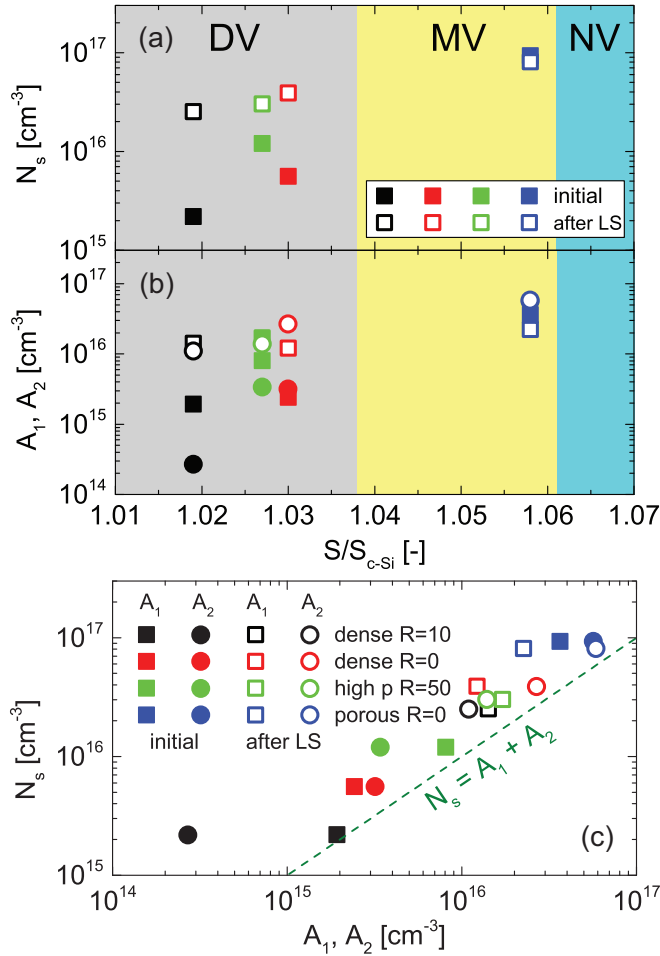 (a) DV MV NV
10^17
10^16
10^15
N_s [cm^-3]
initial
after LS
(b)
10^17
10^16
10^15
10^14
A_1, A_2 [cm^-3]
1.01 1.02 1.03 1.04 1.05 1.06 1.07
S/S_c-Si [-]
A_1 A_2 A_1 A_2
dense R=10
dense R=0
high p R=50
porous R=0
initial after LS
10^17
10^16
10^15
N_s [cm^-3]
N_s = A_1 + A_2
(c)
10^14 10^15 10^16 10^17
A_1, A_2 [cm^-3]